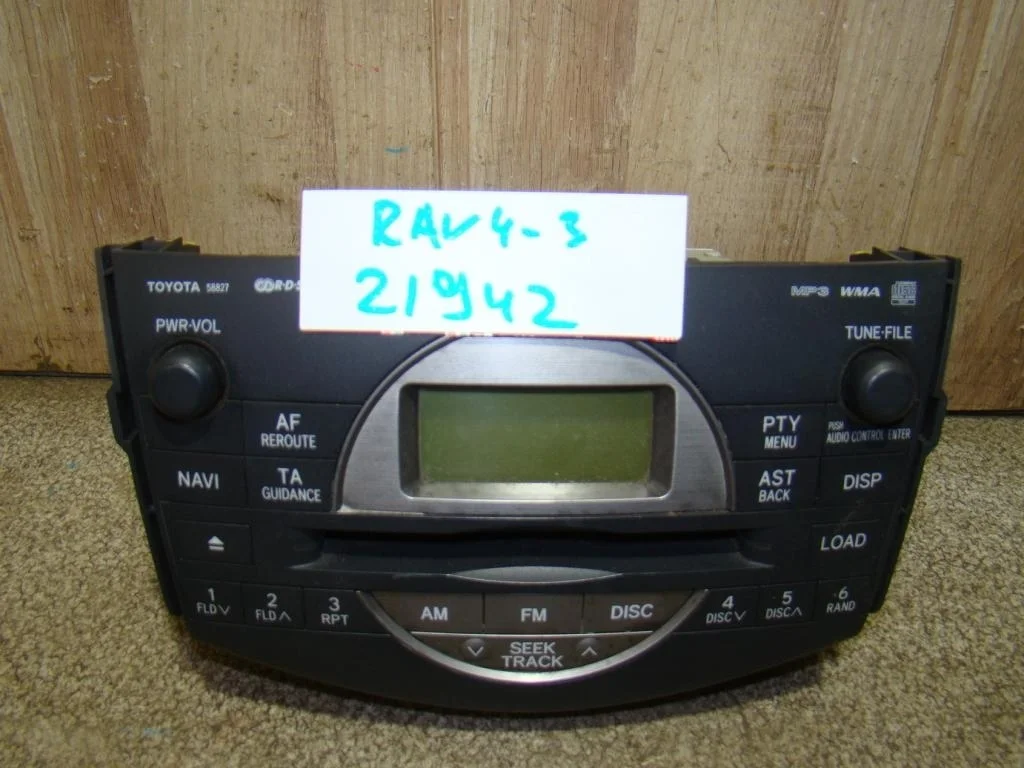 RAV 4-3
21942
TOYOTA 58827
R·D·S
MP3 WMA
PWR·VOL
TUNE·FILE
AF
REROUTE
PTY
MENU
PUSH
AUDIO CONTROL ENTER
NAVI
TA
GUIDANCE
AST
BACK
DISP
LOAD
1
FLD
2
FLD
3
RPT
AM
FM
DISC
4
DISC
5
DISC
6
RAND
SEEK
TRACK